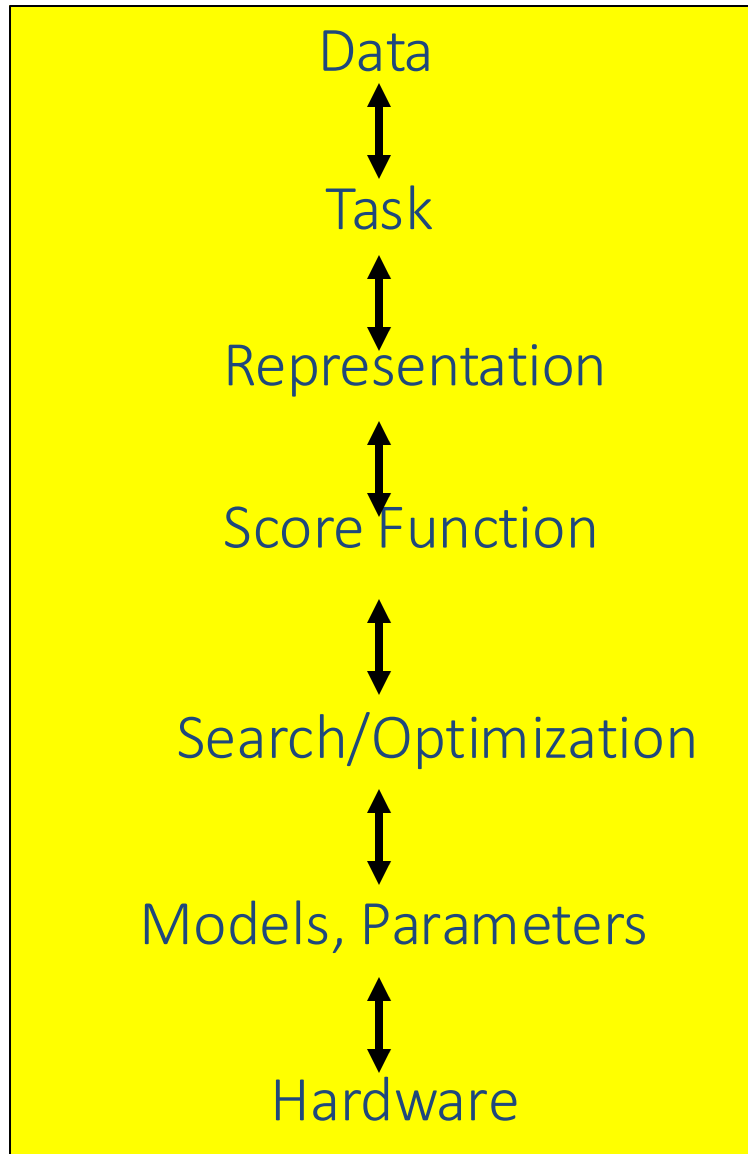 Data
Task
Representation
Score Function
Search/Optimization
Models, Parameters
Hardware